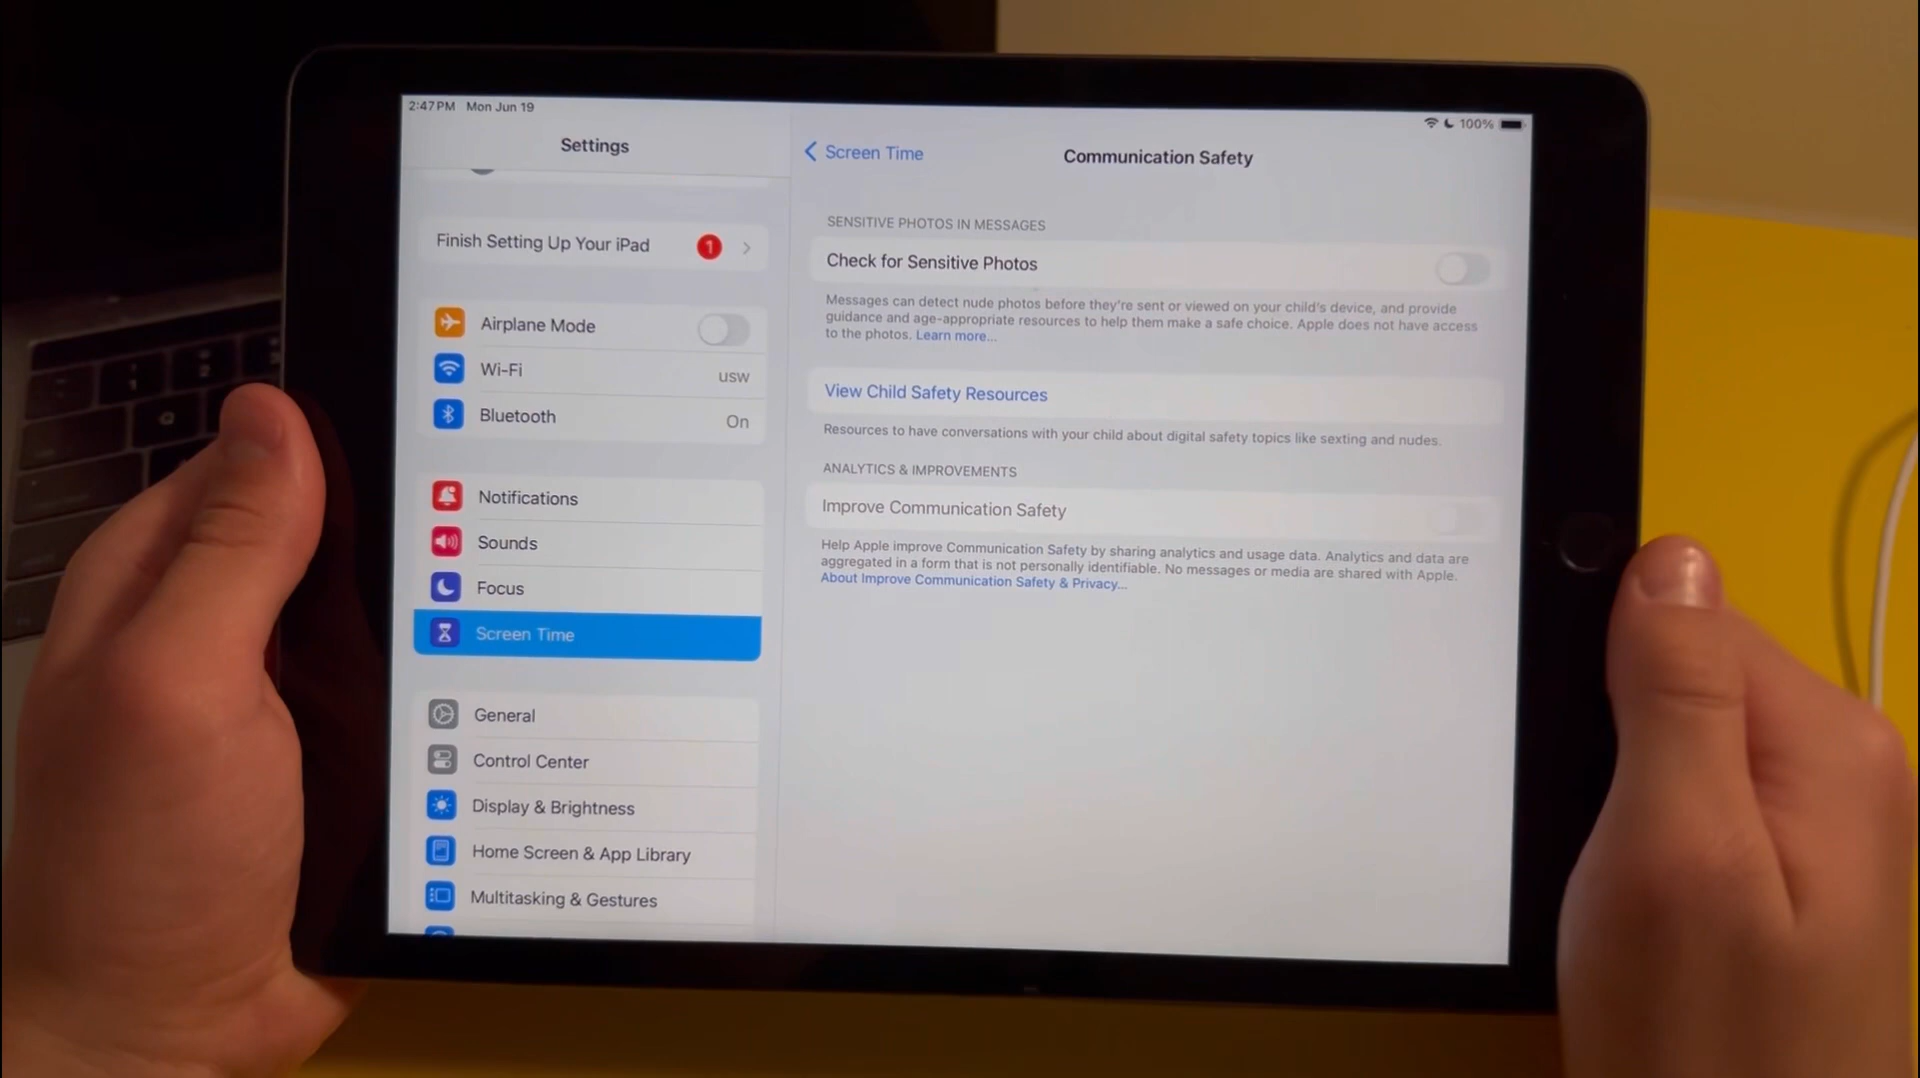 2:47 PM Mon Jun 19
100%
Settings
Finish Setting Up Your iPad
1
Airplane Mode
Wi-Fi
USW
Bluetooth
On
Notifications
Sounds
Focus
Screen Time
General
Control Center
Display & Brightness
Home Screen & App Library
Multitasking & Gestures
Screen Time
Communication Safety
SENSITIVE PHOTOS IN MESSAGES
Check for Sensitive Photos
Messages can detect nude photos before they're sent or viewed on your child's device, and provide
guidance and age-appropriate resources to help them make a safe choice. Apple does not have access
to the photos. Learn more...
View Child Safety Resources
Resources to have conversations with your child about digital safety topics like sexting and nudes.
ANALYTICS & IMPROVEMENTS
Improve Communication Safety
Help Apple improve Communication Safety by sharing analytics and usage data. Analytics and data are
aggregated in a form that is not personally identifiable. No messages or media are shared with Apple.
About Improve Communication Safety & Privacy...
1
2
Q